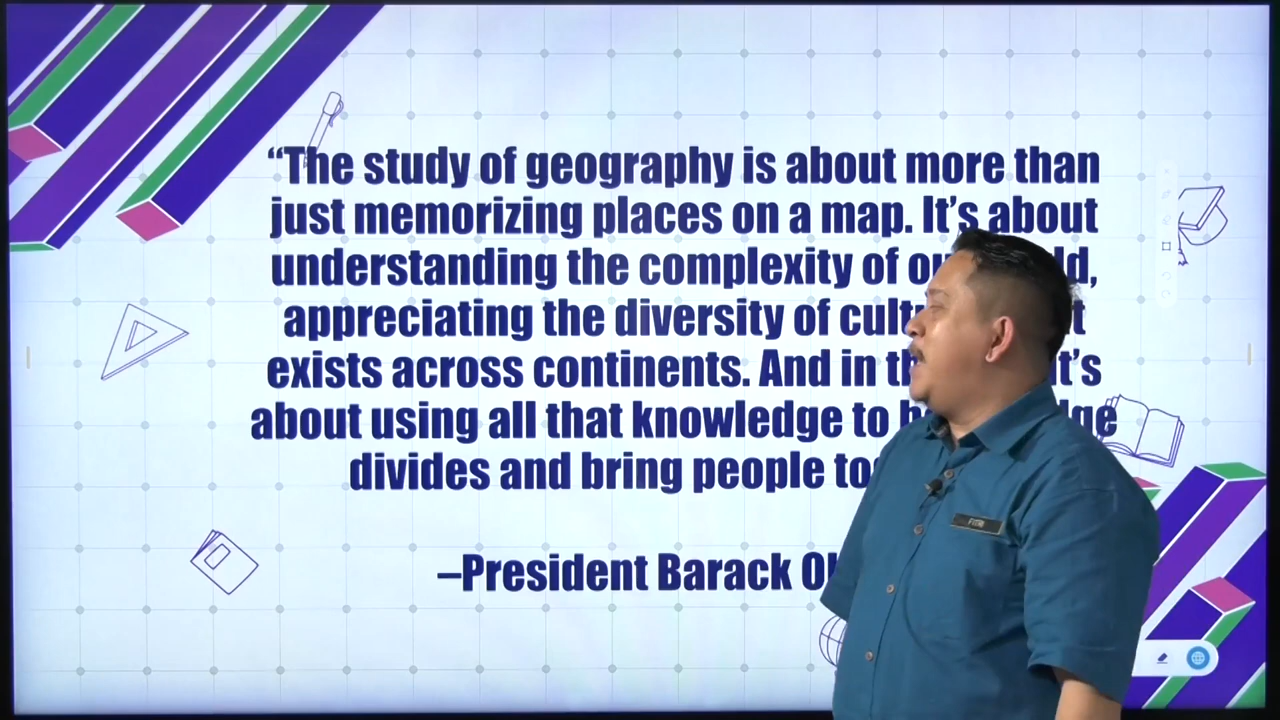 “The study of geography is about more than
just memorizing places on a map. It’s about
understanding the complexity of
appreciating the diversity of
exists across continents. And in
about using all that knowledge to
divides and bring people
–President Barack